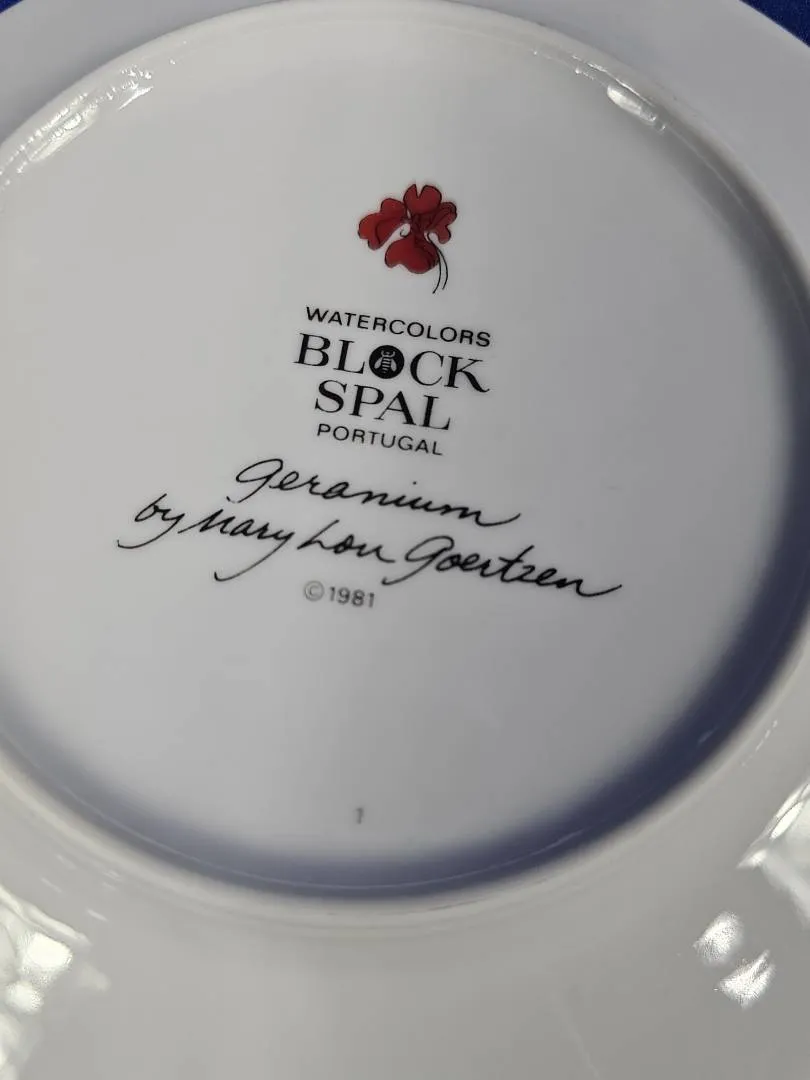 WATERCOLORS
BLOCK
SPAL
PORTUGAL
Geranium
by Mary Lou Goertzen
©1981
1